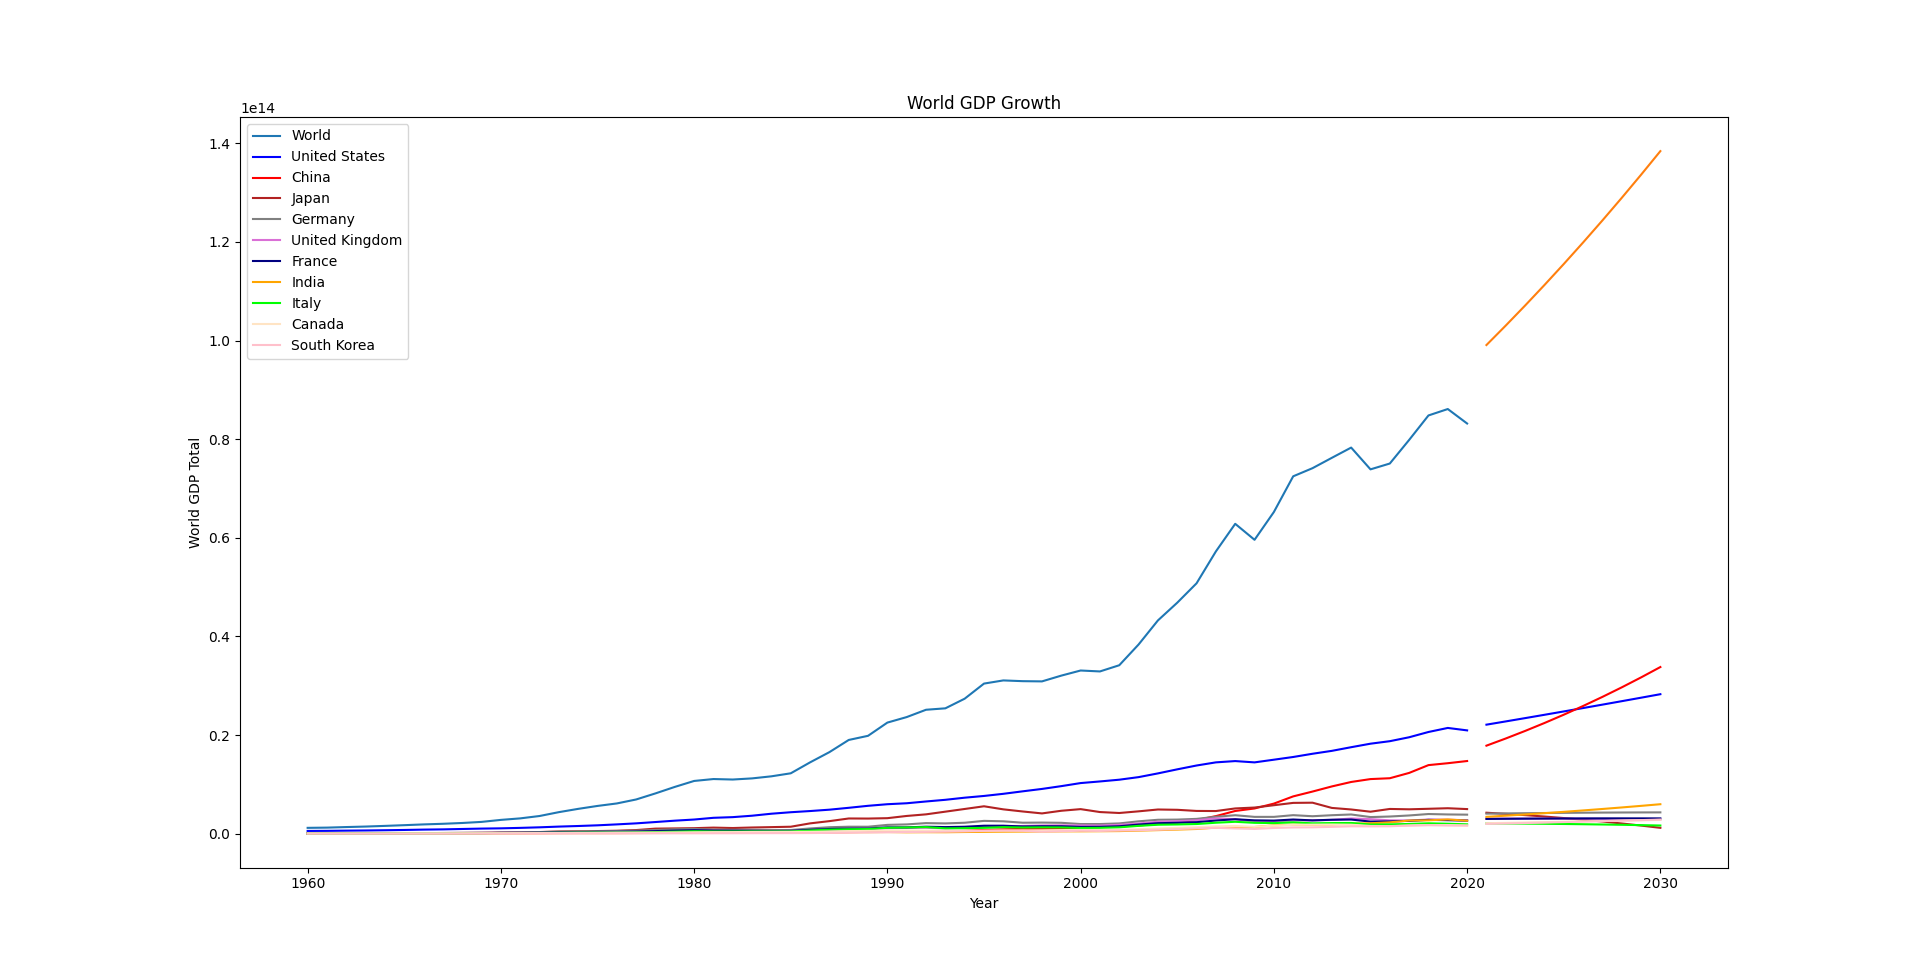 World GDP Growth
1e14
1.4
1.2
1.0
0.8
0.6
0.4
0.2
0.0
World GDP Total
World
United States
China
Japan
Germany
United Kingdom
France
India
Italy
Canada
South Korea
1960 1970 1980 1990 2000 2010 2020 2030
Year